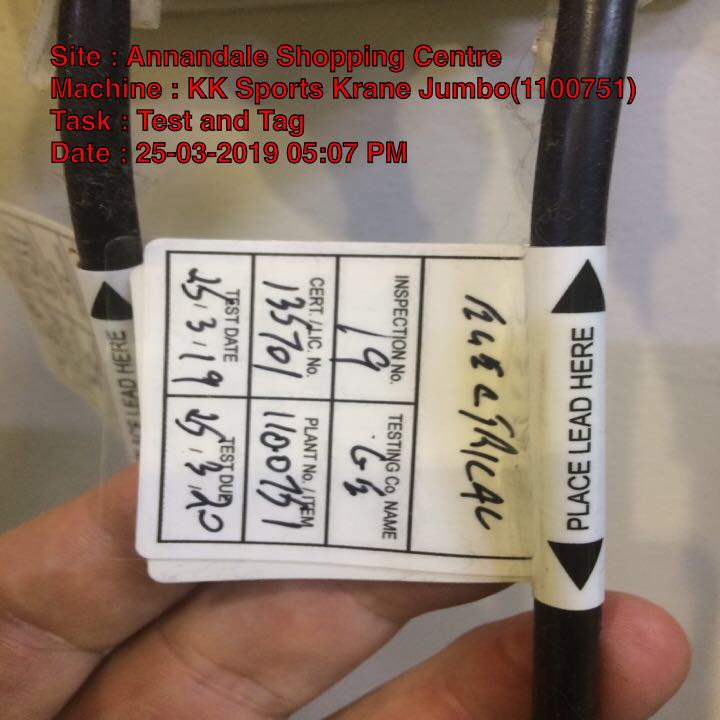 Site : Annandale Shopping Centre
Machine : KK Sports Krane Jumbo(1100751)
Task : Test and Tag
Date : 25-03-2019 05:07 PM
ELECTRICAL
INSPECTION No.
19
TESTING Co. NAME
CERT./LIC. No.
135701
PLANT No. / ITEM
1100751
TEST DATE
25.3.19
TEST DUE
25.3.20
PLACE LEAD HERE
PLACE LEAD HERE